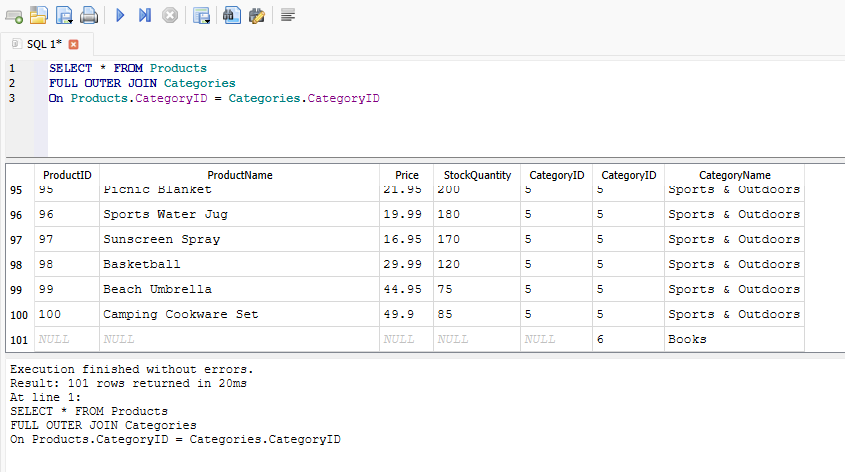 SQL 1*
1 SELECT * FROM Products
2 FULL OUTER JOIN Categories
3 On Products.CategoryID = Categories.CategoryID
ProductID ProductName Price StockQuantity CategoryID CategoryID CategoryName
95 95 Picnic Blanket 21.95 200 5 5 Sports & Outdoors
96 96 Sports Water Jug 19.99 180 5 5 Sports & Outdoors
97 97 Sunscreen Spray 16.95 170 5 5 Sports & Outdoors
98 98 Basketball 29.99 120 5 5 Sports & Outdoors
99 99 Beach Umbrella 44.95 75 5 5 Sports & Outdoors
100 100 Camping Cookware Set 49.9 85 5 5 Sports & Outdoors
101 NULL NULL NULL NULL NULL 6 Books
Execution finished without errors.
Result: 101 rows returned in 20ms
At line 1:
SELECT * FROM Products
FULL OUTER JOIN Categories
On Products.CategoryID = Categories.CategoryID